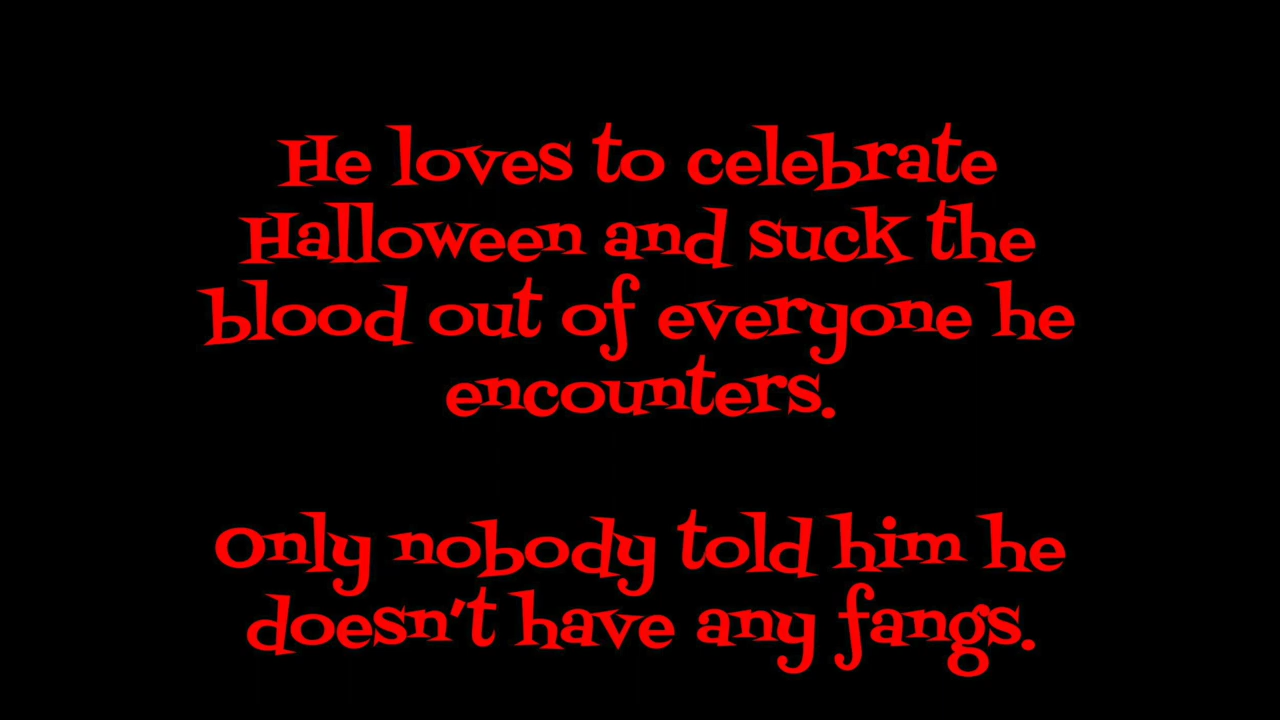 He loves to celebrate
Halloween and suck the
blood out of everyone he
encounters.
Only nobody told him he
doesn't have any fangs.